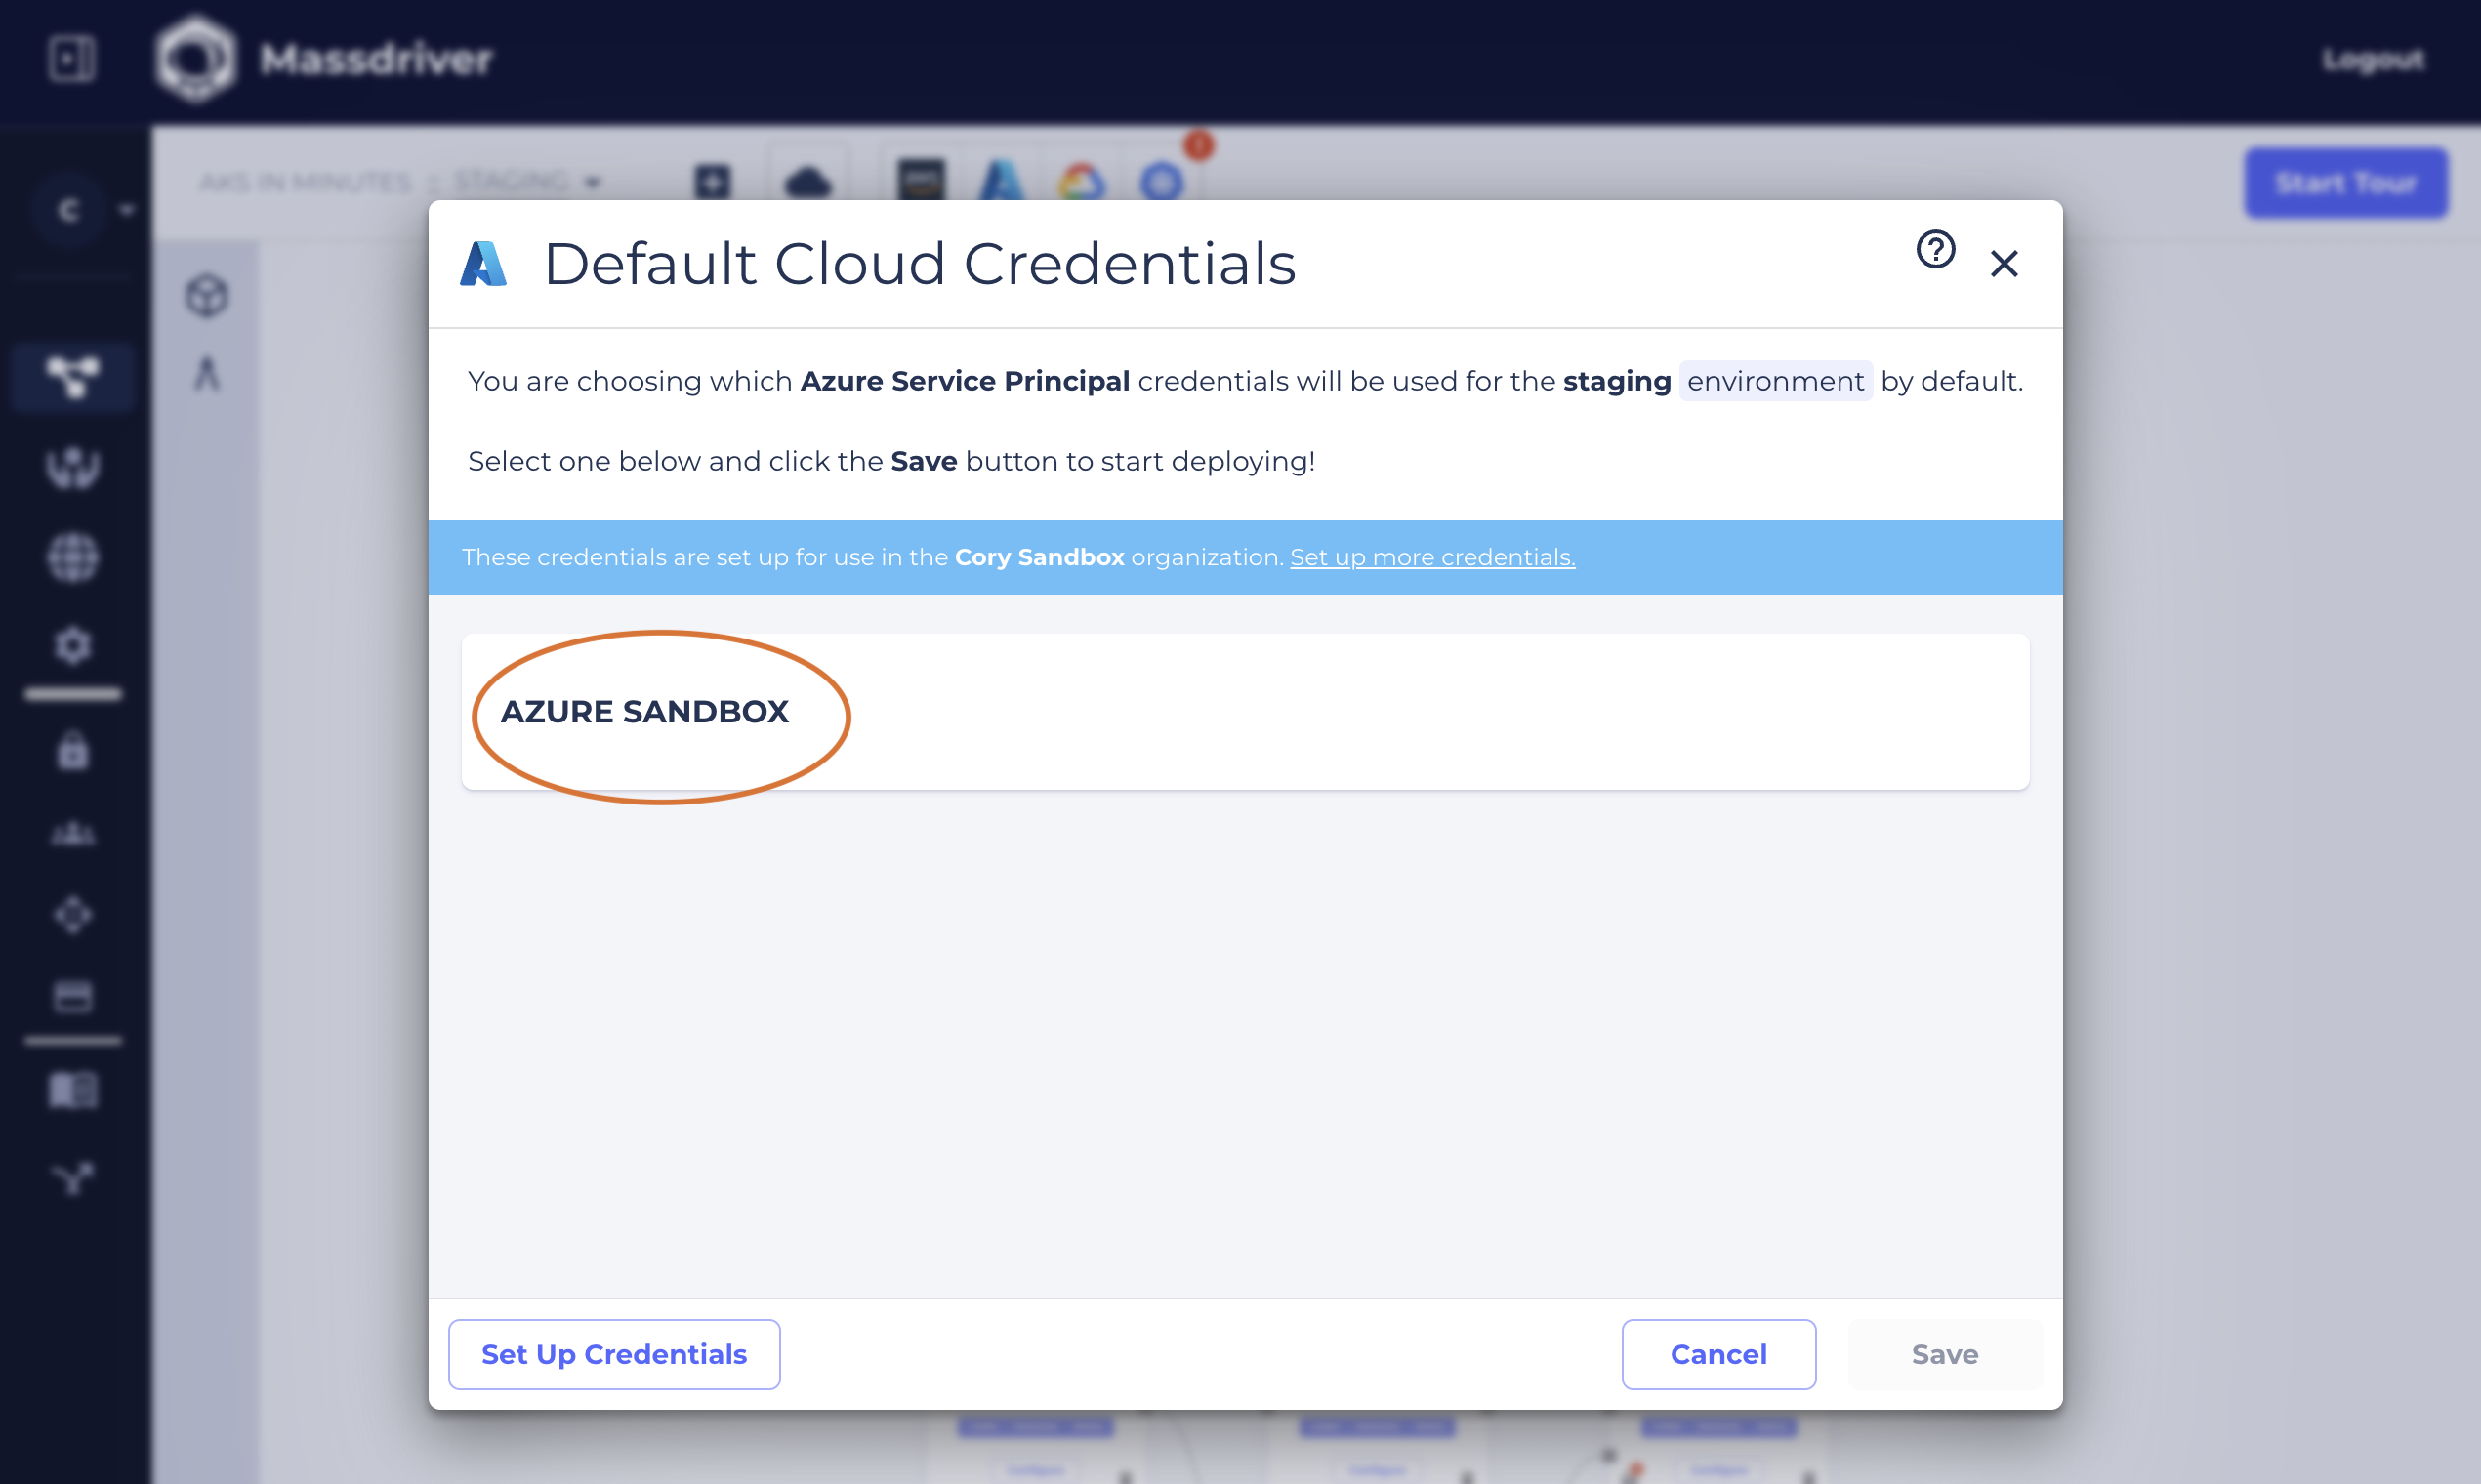 Massdriver
Logout
AKS IN MINUTES : STAGING
C
Start Tour
Default Cloud Credentials
You are choosing which Azure Service Principal credentials will be used for the staging environment by default.
Select one below and click the Save button to start deploying!
These credentials are set up for use in the Cory Sandbox organization. Set up more credentials.
AZURE SANDBOX
Set Up Credentials
Cancel
Save
Configure
Configure
Configure